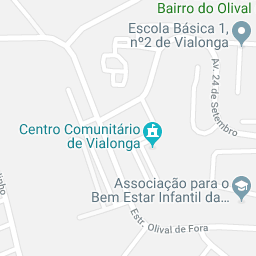 Bairro do Olival
Escola Básica 1,
nº2 de Vialonga
Av. 24 de Setembro
Centro Comunitário
de Vialonga
Associação para o
Bem Estar Infantil da...
Estr. Olival de Fora